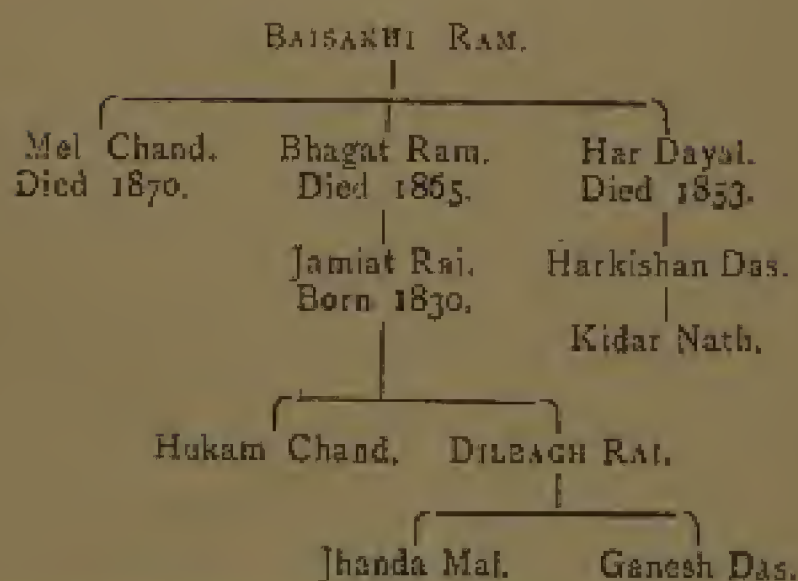 BAISAKHI RAM.
Mel Chand. Bhagat Ram. Har Dayal.
Died 1870. Died 1865. Died 1853.
Jamiat Rai. Harkishan Das.
Born 1830.
Kidar Nath.
Hukam Chand. DILBAGH RAI.
Jhanda Mal. Ganesh Das.